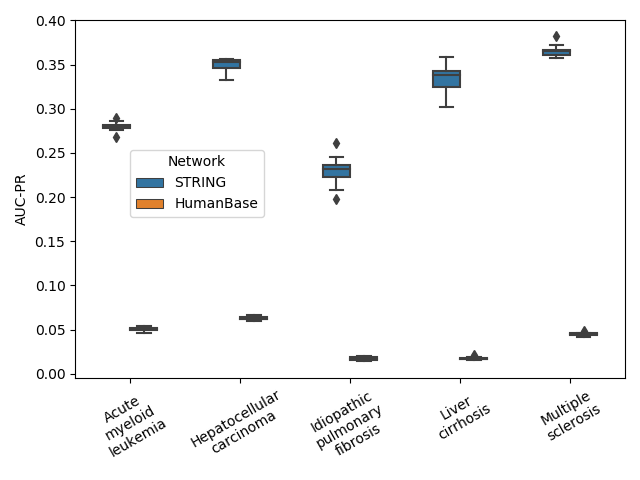 0.40
0.35
0.30
0.25
0.20
0.15
0.10
0.05
0.00
AUC-PR
Network
STRING
HumanBase
Acute
myeloid
leukemia
Hepatocellular
carcinoma
Idiopathic
pulmonary
fibrosis
Liver
cirrhosis
Multiple
sclerosis